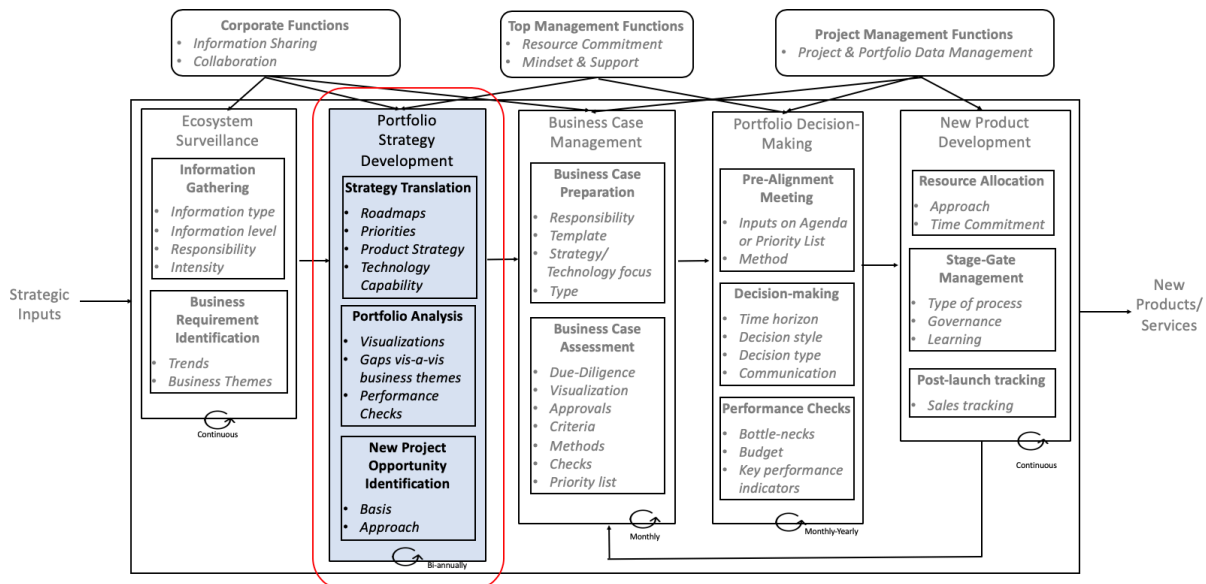 Corporate Functions
• Information Sharing
• Collaboration
Top Management Functions
• Resource Commitment
• Mindset & Support
Project Management Functions
• Project & Portfolio Data Management
Strategic
Inputs
Ecosystem
Surveillance
Information
Gathering
• Information type
• Information level
• Responsibility
• Intensity
Business
Requirement
Identification
• Trends
• Business Themes
Continuous
Portfolio
Strategy
Development
Strategy Translation
• Roadmaps
• Priorities
• Product Strategy
• Technology
Capability
Portfolio Analysis
• Visualizations
• Gaps vis-a-vis
business themes
• Performance
Checks
New Project
Opportunity
Identification
• Basis
• Approach
Bi-annually
Business Case
Management
Business Case
Preparation
• Responsibility
• Template
• Strategy/
Technology focus
• Type
Business Case
Assessment
• Due-Diligence
• Visualization
• Approvals
• Criteria
• Methods
• Checks
• Priority list
Monthly
Portfolio Decision-
Making
Pre-Alignment
Meeting
• Inputs on Agenda
or Priority List
• Method
Decision-making
• Time horizon
• Decision style
• Decision type
• Communication
Performance Checks
• Bottle-necks
• Budget
• Key performance
indicators
Monthly-Yearly
New Product
Development
Resource Allocation
• Approach
• Time Commitment
Stage-Gate
Management
• Type of process
• Governance
• Learning
Post-launch tracking
• Sales tracking
Continuous
New
Products/
Services